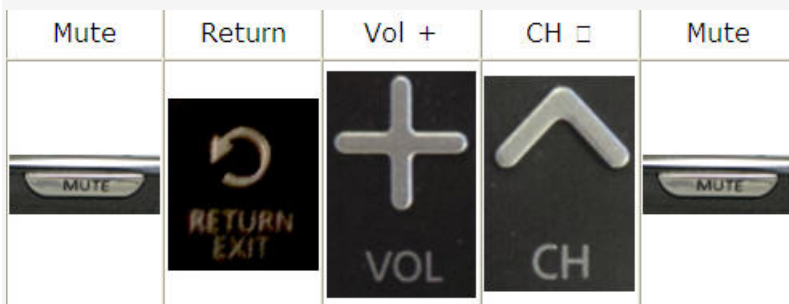 Mute Return Vol + CH □ Mute
MUTE RETURN EXIT VOL CH MUTE